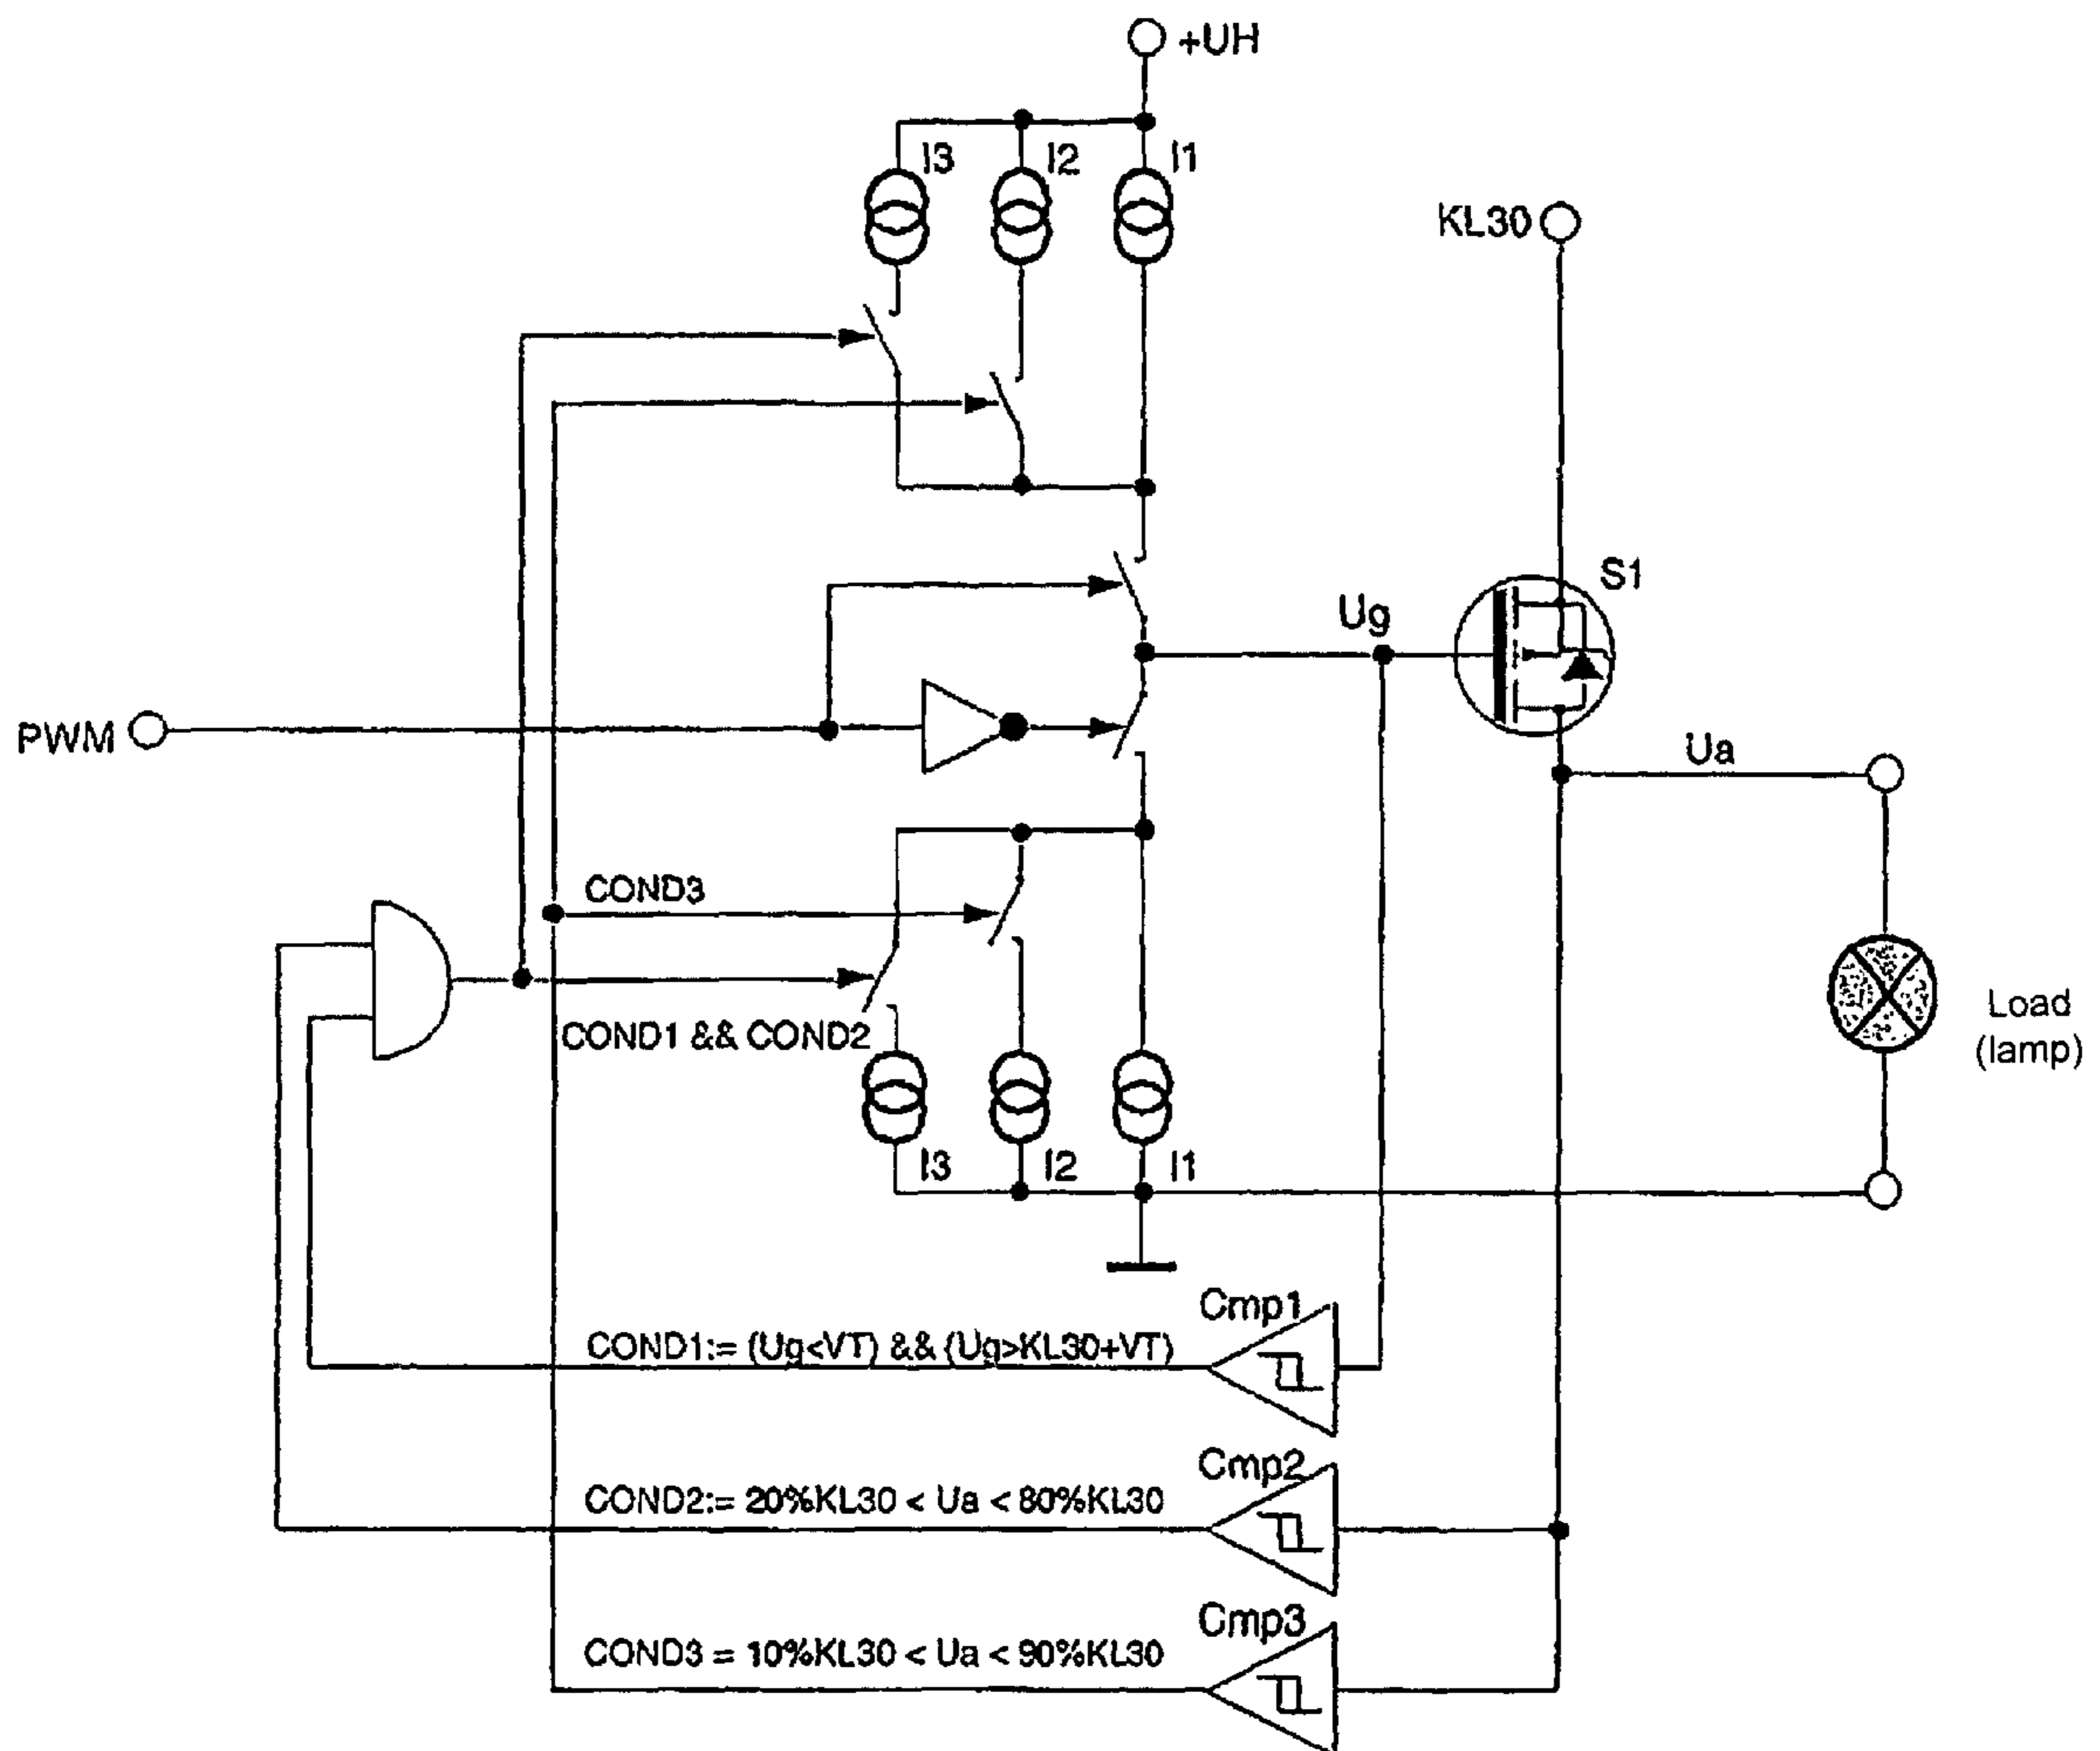 +UH
I3
I2
I1
KL30
S1
Ug
PWM
Ua
COND3
COND1 && COND2
Load
(lamp)
I3
I2
I1
Cmp1
COND1:= (Ug<VT) && (Ug>KL30+VT)
Cmp2
COND2:= 20%KL30 < Ua < 80%KL30
Cmp3
COND3 = 10%KL30 < Ua < 90%KL30